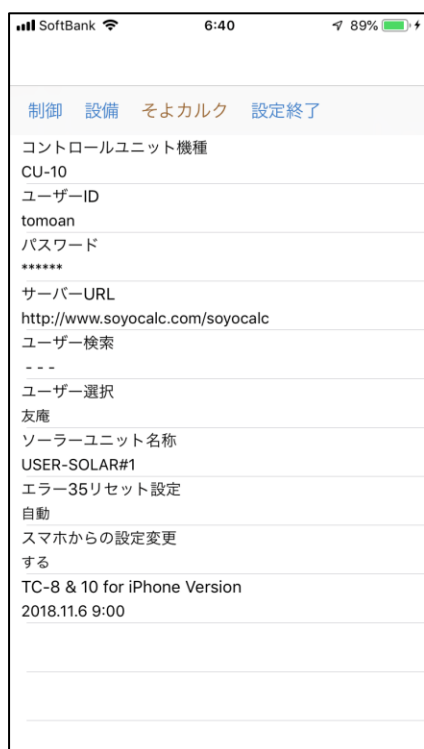 SoftBank 6:40 89%
制御 設備 そよカルク 設定終了
コントロールユニット機種
CU-10
ユーザーID
tomoan
パスワード
******
サーバーURL
http://www.soyocalc.com/soyocalc
ユーザー検索
- - -
ユーザー選択
友庵
ソーラーユニット名称
USER-SOLAR#1
エラー35リセット設定
自動
スマホからの設定変更
する
TC-8 & 10 for iPhone Version
2018.11.6 9:00